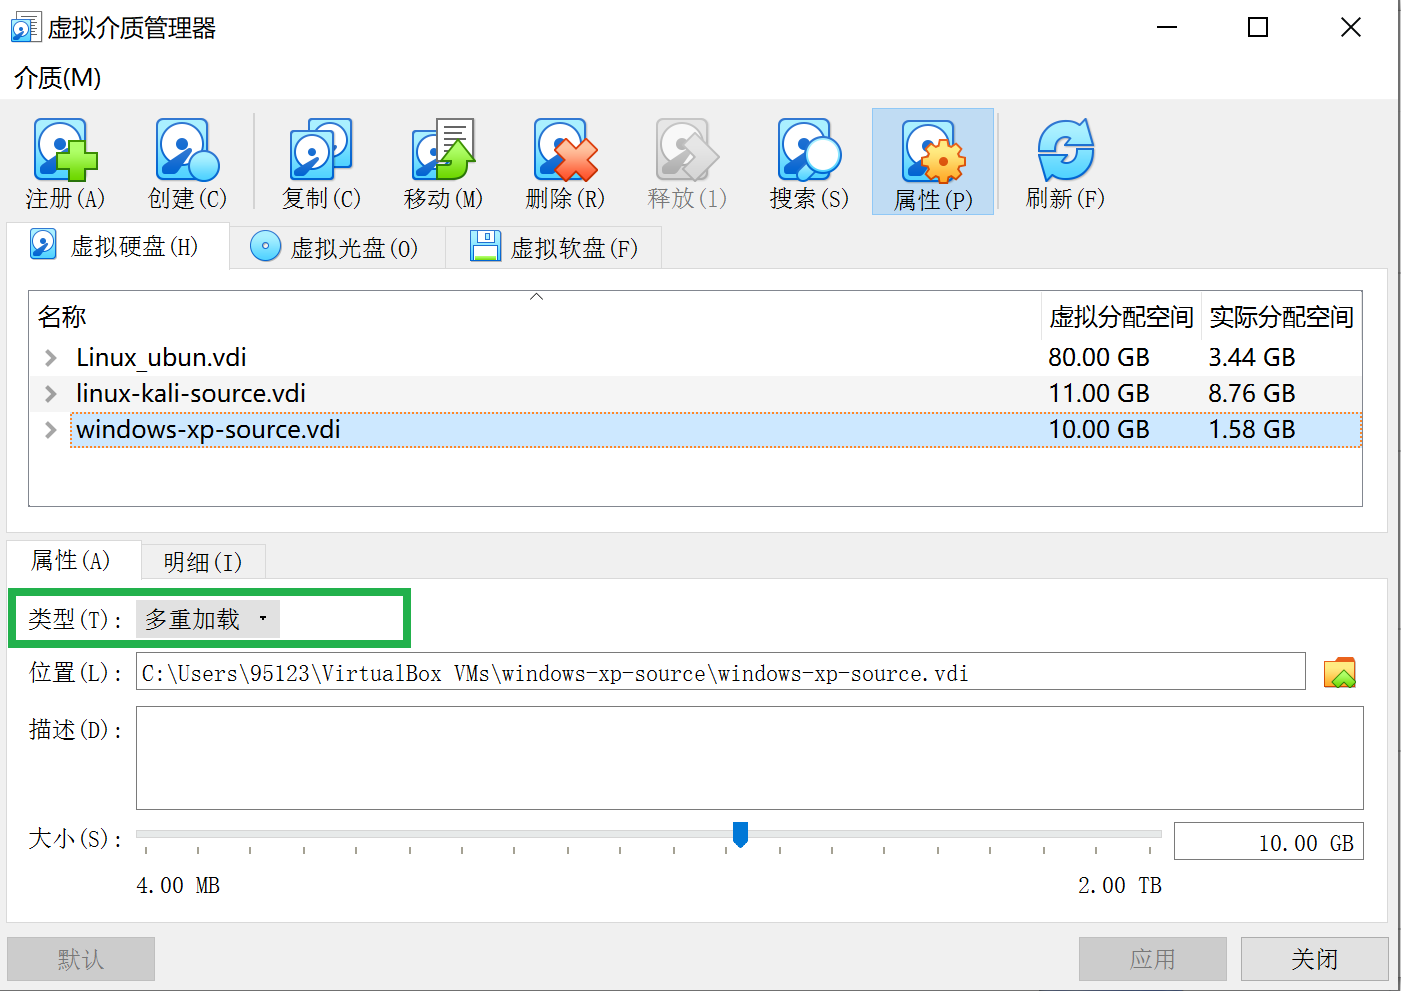 虚拟介质管理器
介质(M)
注册(A) 创建(C) 复制(C) 移动(M) 删除(R) 释放(l) 搜索(S) 属性(P) 刷新(F)
虚拟硬盘(H) 虚拟光盘(O) 虚拟软盘(F)
名称 虚拟分配空间 实际分配空间
Linux_ubun.vdi 80.00 GB 3.44 GB
linux-kali-source.vdi 11.00 GB 8.76 GB
windows-xp-source.vdi 10.00 GB 1.58 GB
属性(A) 明细(I)
类型(T): 多重加载
位置(L): C:\Users\95123\VirtualBox VMs\windows-xp-source\windows-xp-source.vdi
描述(D):
大小(S): 10.00 GB
4.00 MB 2.00 TB
默认 应用 关闭